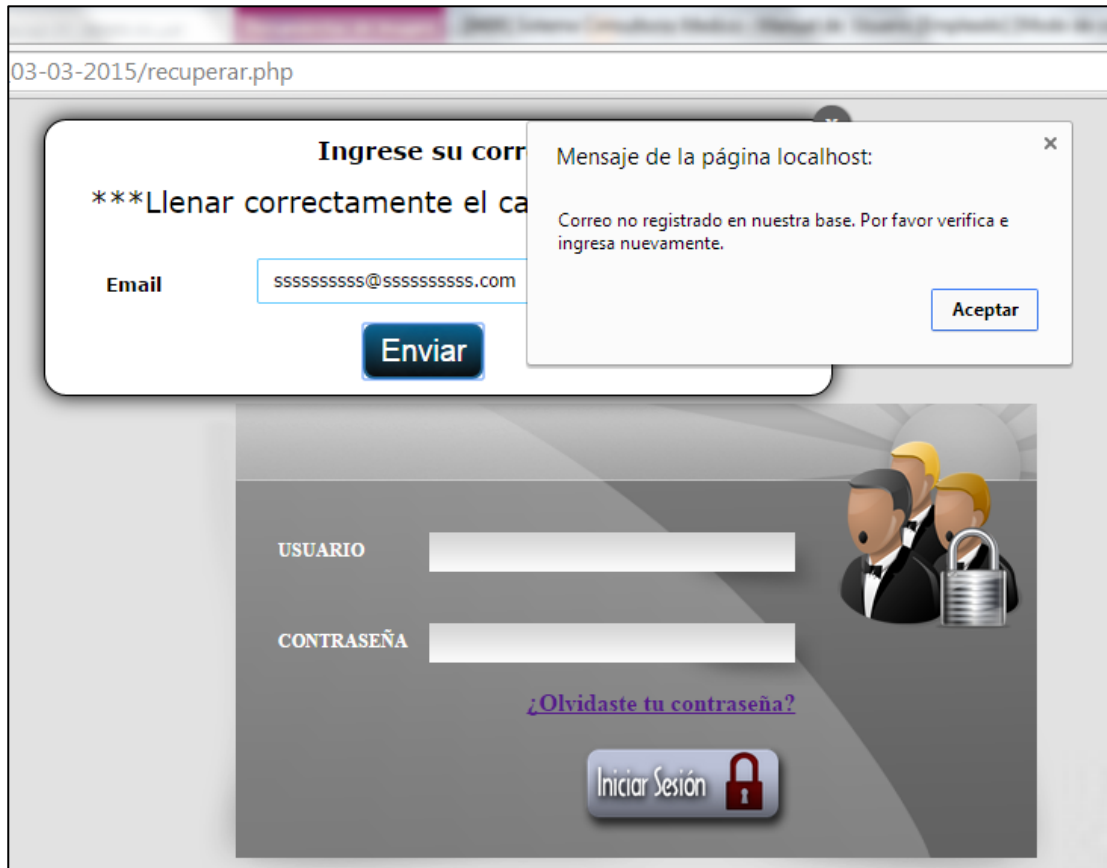 03-03-2015/recuperar.php
Ingrese su corr
***Llenar correctamente el ca
Email
ssssssssss@ssssssssss.com
Enviar
Mensaje de la página localhost:
Correo no registrado en nuestra base. Por favor verifica e
ingresa nuevamente.
Aceptar
USUARIO
CONTRASEÑA
¿Olvidaste tu contraseña?
Iniciar Sesión